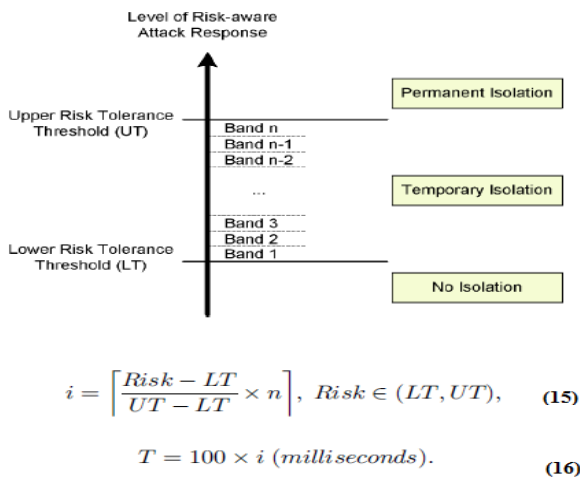 Level of Risk-aware
Attack Response
Permanent Isolation
Upper Risk Tolerance
Threshold (UT)
Band n
Band n-1
Band n-2
...
Temporary Isolation
Band 3
Band 2
Band 1
Lower Risk Tolerance
Threshold (LT)
No Isolation
i = ⌈(Risk − LT)/(UT − LT) × n⌉, Risk ∈ (LT, UT), (15)
T = 100 × i (milliseconds). (16)